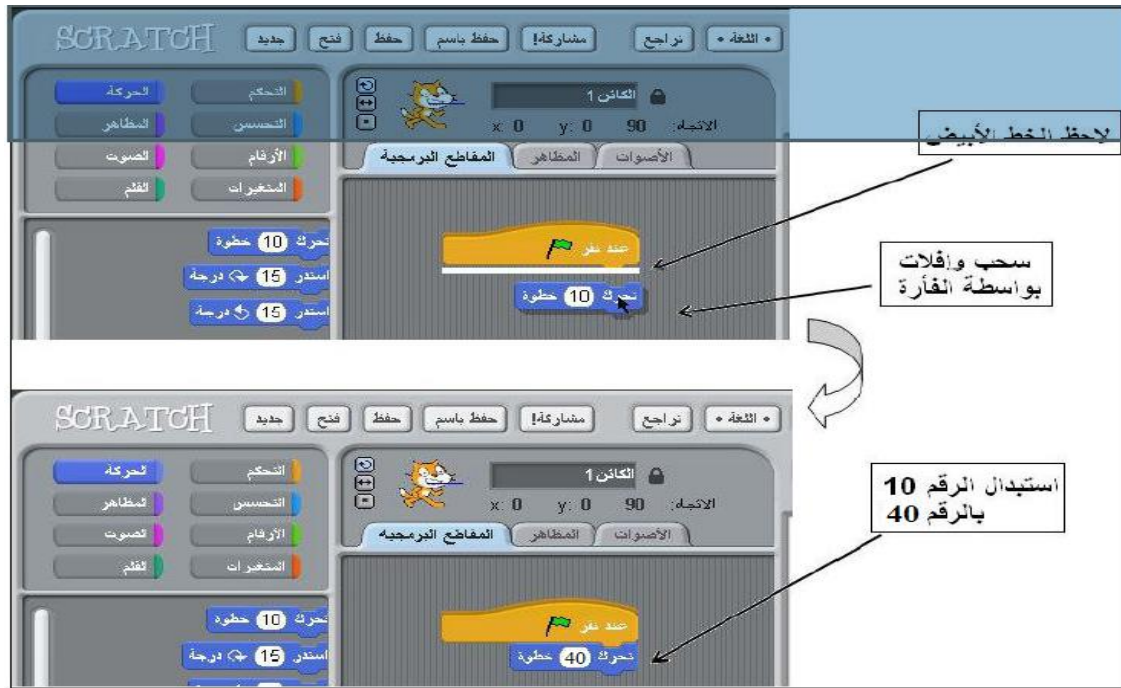 SCRATCH جديد فتح حفظ حفظ باسم مشاركة! تراجع • اللغة •
الحركة التحكم
المظاهر التحسس
الصوت الأرقام
القلم المتغيرات
الكائن 1
x: 0 y: 0 90 الاتجاه:
المقاطع البرمجية المظاهر الأصوات
تحرك 10 خطوة
استدر 15 درجة
استدر 15 درجة
عند نقر
تحرك 10 خطوة
لاحظ الخط الأبيض
سحب وإفلات
بواسطة الفأرة
SCRATCH جديد فتح حفظ حفظ باسم مشاركة! تراجع • اللغة •
الحركة التحكم
المظاهر التحسس
الصوت الأرقام
القلم المتغيرات
الكائن 1
x: 0 y: 0 90 الاتجاه:
المقاطع البرمجية المظاهر الأصوات
تحرك 10 خطوة
استدر 15 درجة
عند نقر
تحرك 40 خطوة
استبدال الرقم 10
بالرقم 40